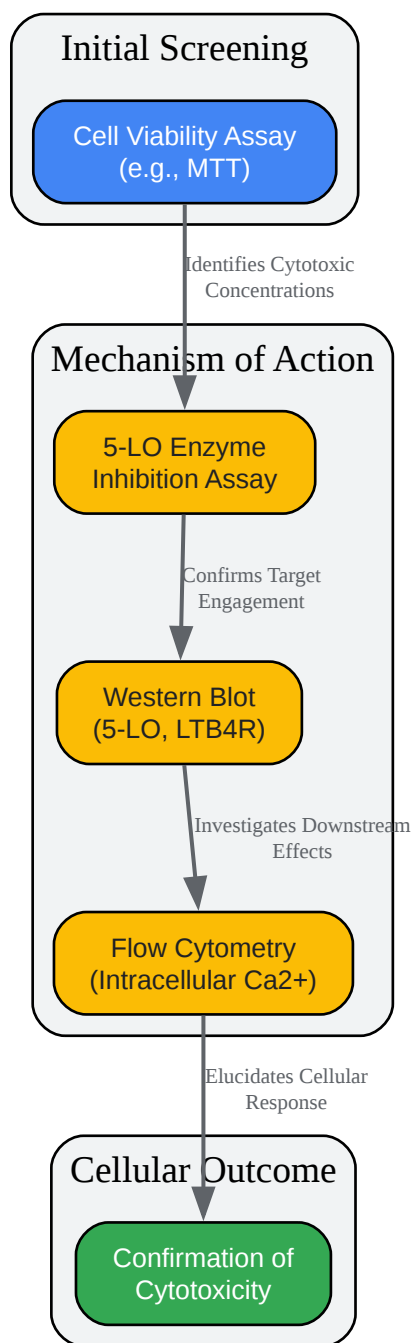 Initial Screening
Cell Viability Assay
(e.g., MTT)
Identifies Cytotoxic
Concentrations
Mechanism of Action
5-LO Enzyme
Inhibition Assay
Confirms Target
Engagement
Western Blot
(5-LO, LTB4R)
Investigates Downstream
Effects
Flow Cytometry
(Intracellular Ca2+)
Elucidates Cellular
Response
Cellular Outcome
Confirmation of
Cytotoxicity